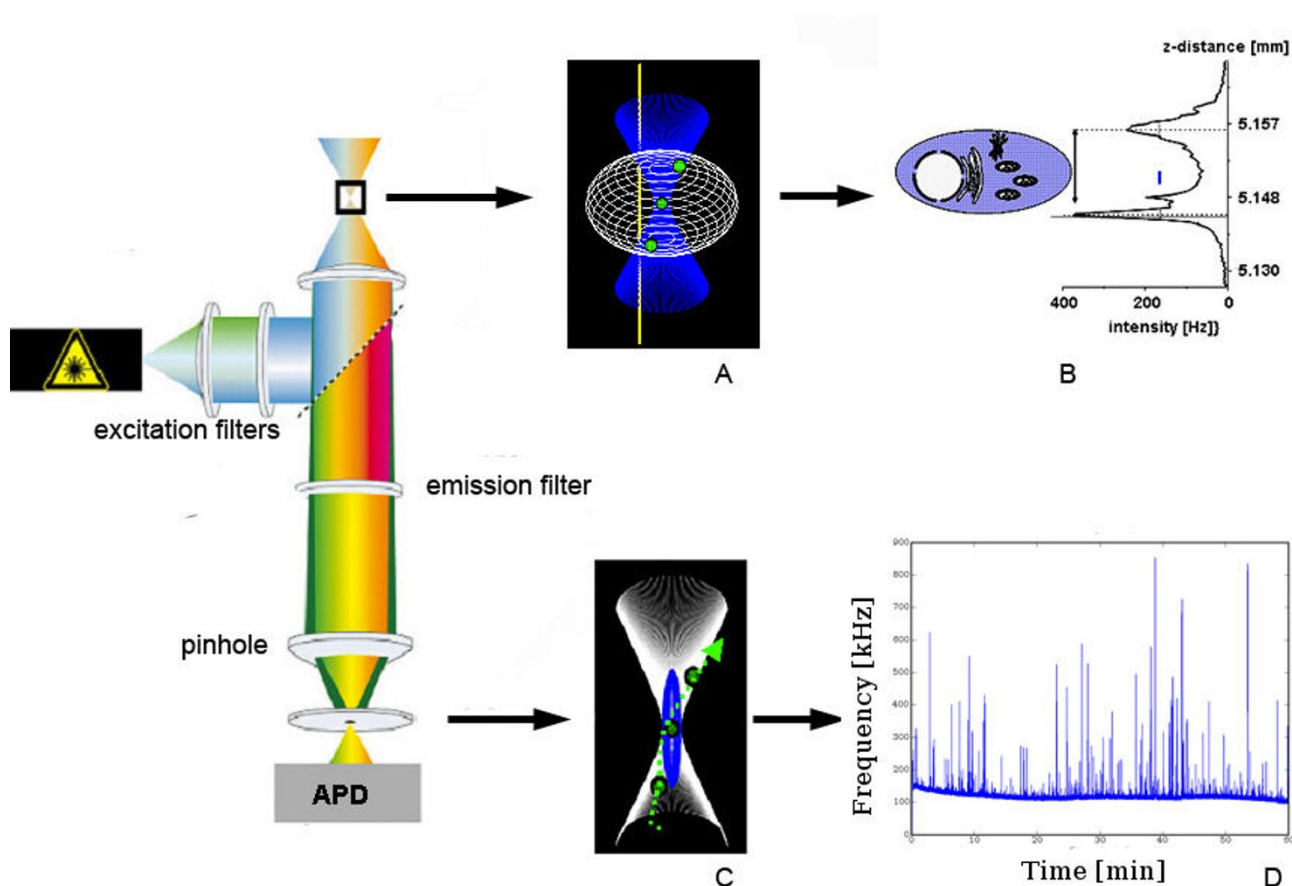 excitation filters
emission filter
pinhole
APD
A
z-distance [mm]
5.157
5.148
5.130
400
200
0
intensity [Hz]}
B
C
Frequency [kHz]
900
800
700
600
500
400
300
200
100
0
0
10
20
30
40
50
60
Time [min]
D